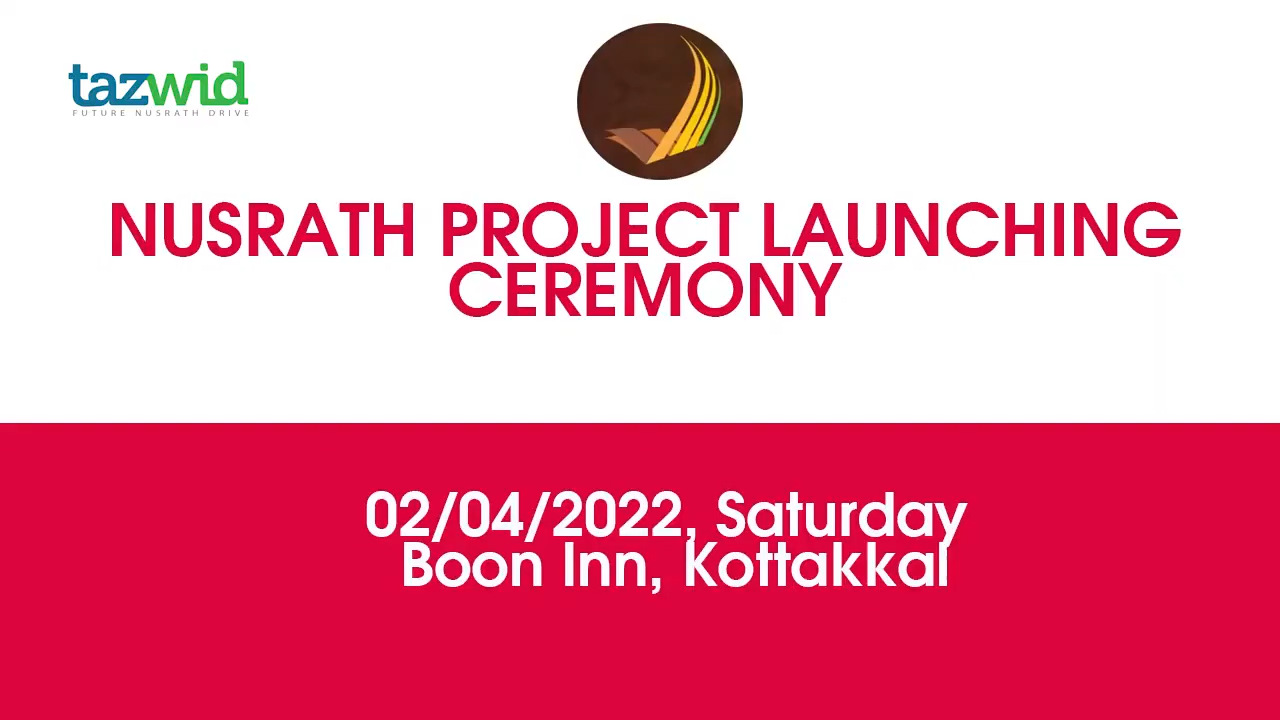 tazwid
FUTURE NUSRATH DRIVE
NUSRATH PROJECT LAUNCHING
CEREMONY
02/04/2022, Saturday
Boon Inn, Kottakkal